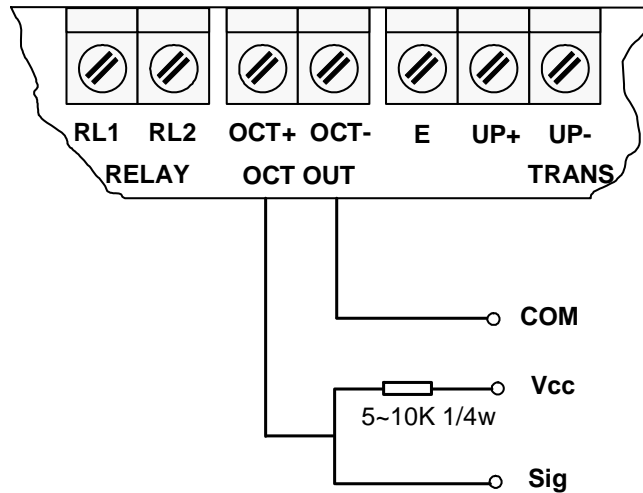 RL1 RL2 OCT+ OCT- E UP+ UP-
RELAY OCT OUT TRANS
COM
Vcc
5~10K 1/4w
Sig